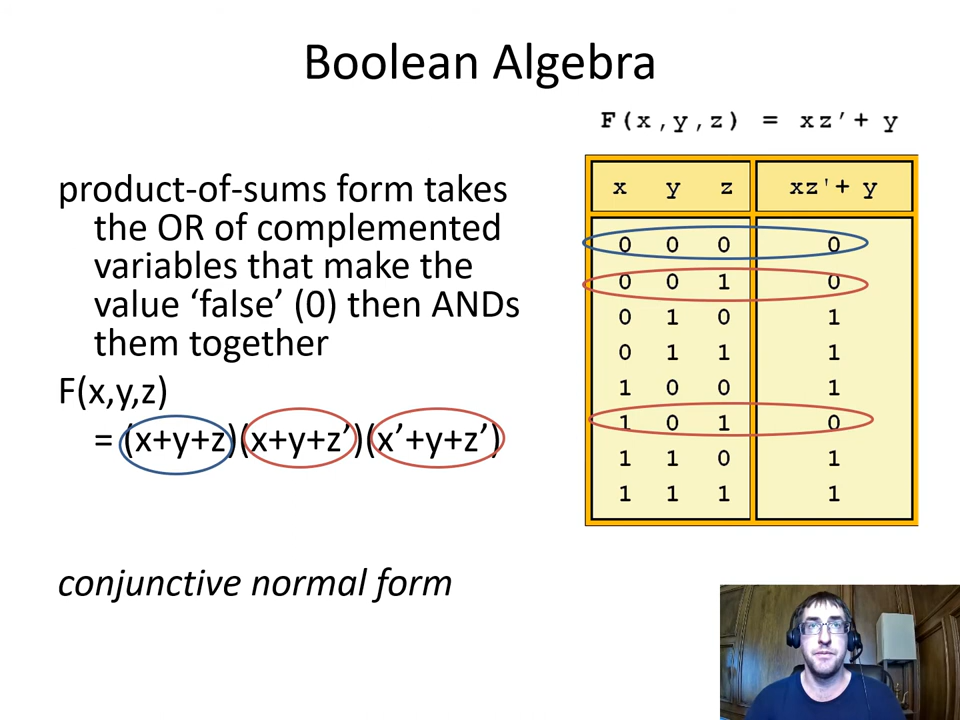 Boolean Algebra
F(x,y,z) = xz'+ y
product-of-sums form takes
the OR of complemented
variables that make the
value ‘false’ (0) then ANDs
them together
F(x,y,z)
= (x+y+z)(x+y+z’)(x’+y+z’)
conjunctive normal form
x y z xz'+ y
0 0 0 0
0 0 1 0
0 1 0 1
0 1 1 1
1 0 0 1
1 0 1 0
1 1 0 1
1 1 1 1